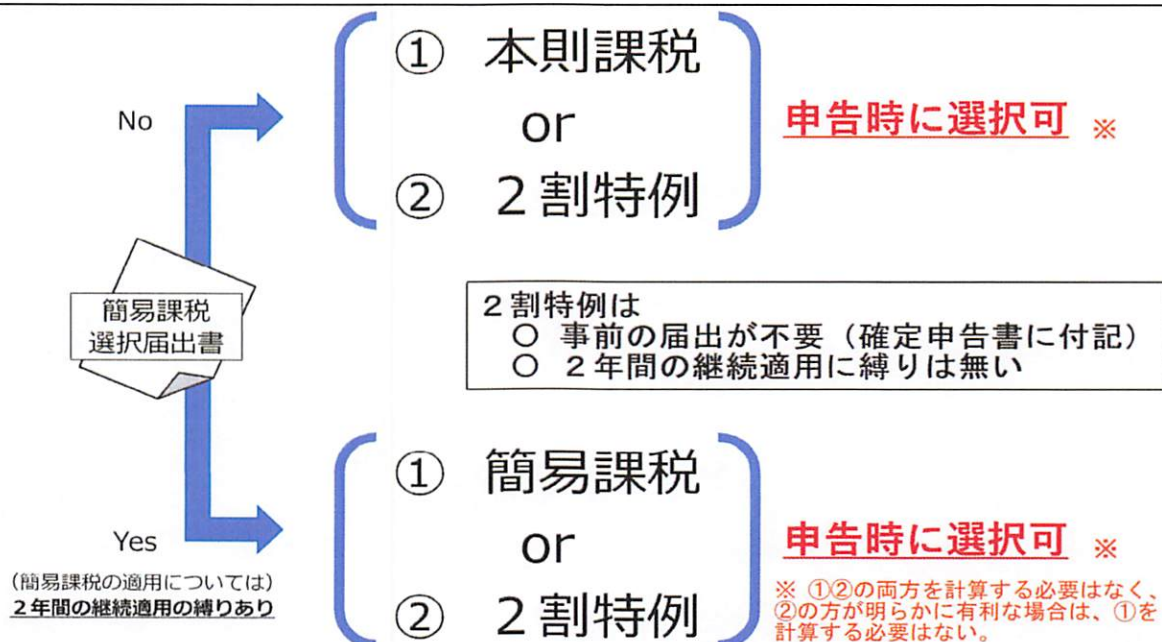 ① 本則課税
or
② 2割特例
No
申告時に選択可 ※
簡易課税
選択届出書
2割特例は
○ 事前の届出が不要（確定申告書に付記）
○ 2年間の継続適用に縛りは無い
① 簡易課税
or
② 2割特例
Yes
（簡易課税の適用については）
2年間の継続適用の縛りあり
申告時に選択可 ※
※ ①②の両方を計算する必要はなく、
②の方が明らかに有利な場合は、①を
計算する必要はない。